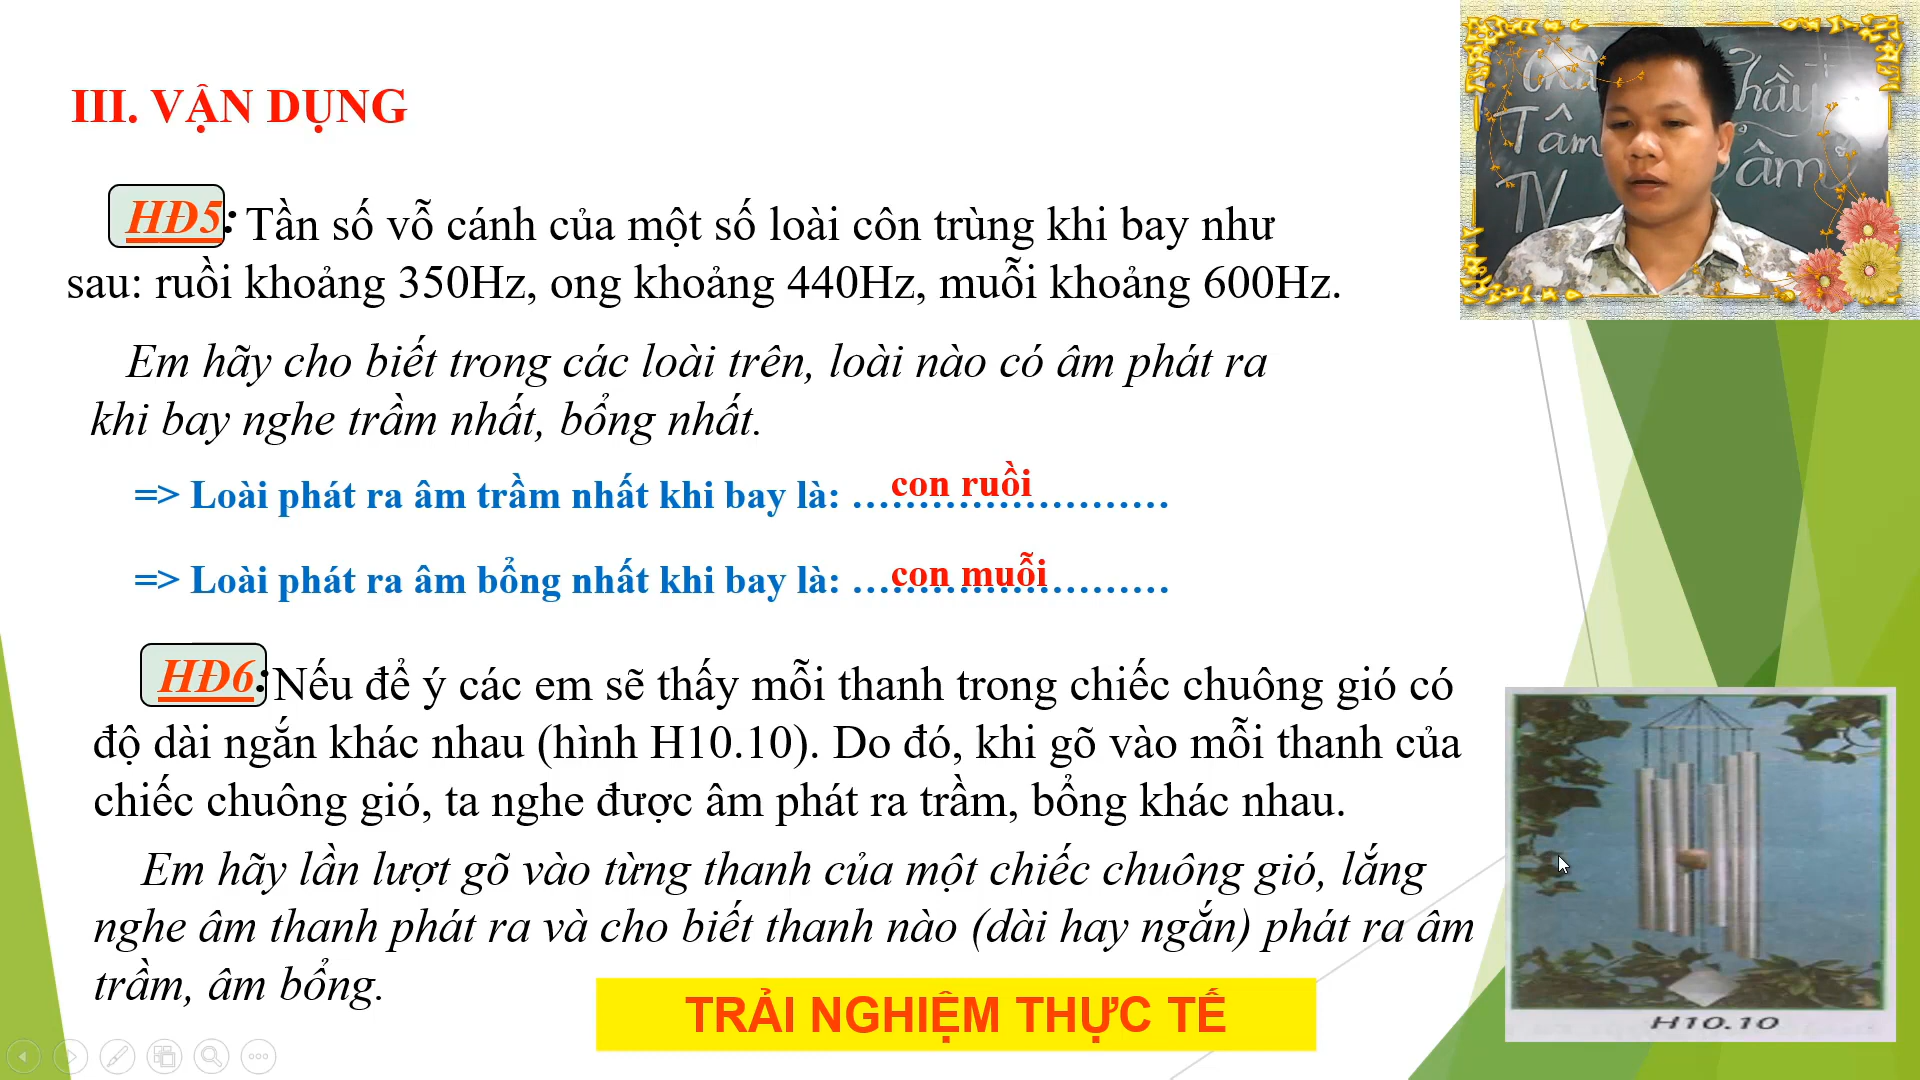 III. VẬN DỤNG
HĐ5: Tần số vỗ cánh của một số loài côn trùng khi bay như
sau: ruồi khoảng 350Hz, ong khoảng 440Hz, muỗi khoảng 600Hz.
Em hãy cho biết trong các loài trên, loài nào có âm phát ra
khi bay nghe trầm nhất, bổng nhất.
=> Loài phát ra âm trầm nhất khi bay là: con ruồi
=> Loài phát ra âm bổng nhất khi bay là: con muỗi
HĐ6: Nếu để ý các em sẽ thấy mỗi thanh trong chiếc chuông gió có
độ dài ngắn khác nhau (hình H10.10). Do đó, khi gõ vào mỗi thanh của
chiếc chuông gió, ta nghe được âm phát ra trầm, bổng khác nhau.
Em hãy lần lượt gõ vào từng thanh của một chiếc chuông gió, lắng
nghe âm thanh phát ra và cho biết thanh nào (dài hay ngắn) phát ra âm
trầm, âm bổng.
TRẢI NGHIỆM THỰC TẾ
H10.10
Tâm
TV